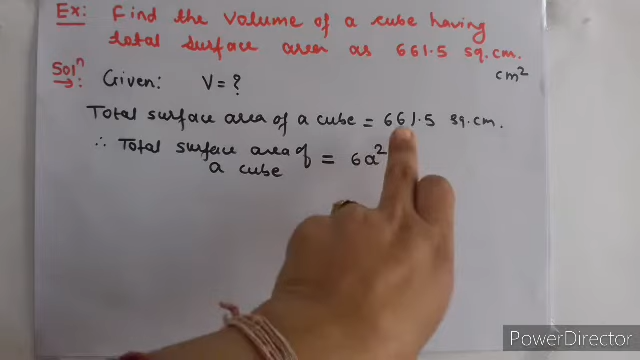 Ex: Find the volume of a cube having
total surface area as 661.5 sq.cm.
cm²
Solⁿ: Given: V = ?
Total surface area of a cube = 661.5 sq.cm.
∴ Total surface area of a cube = 6a²
PowerDirector